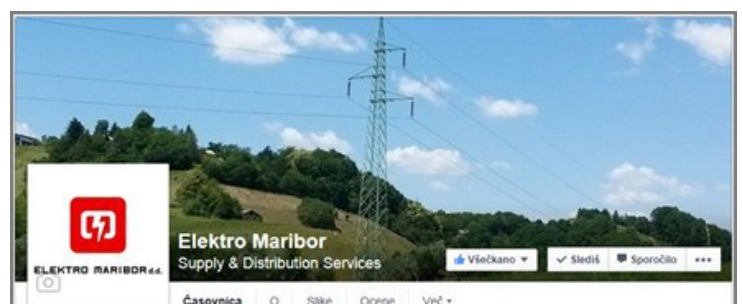 Elektro Maribor
Supply & Distribution Services
Všečkano
Slediš
Sporočilo
ELEKTRO MARIBOR d.d.
Časovnica
O
Slike
Ocene
Več